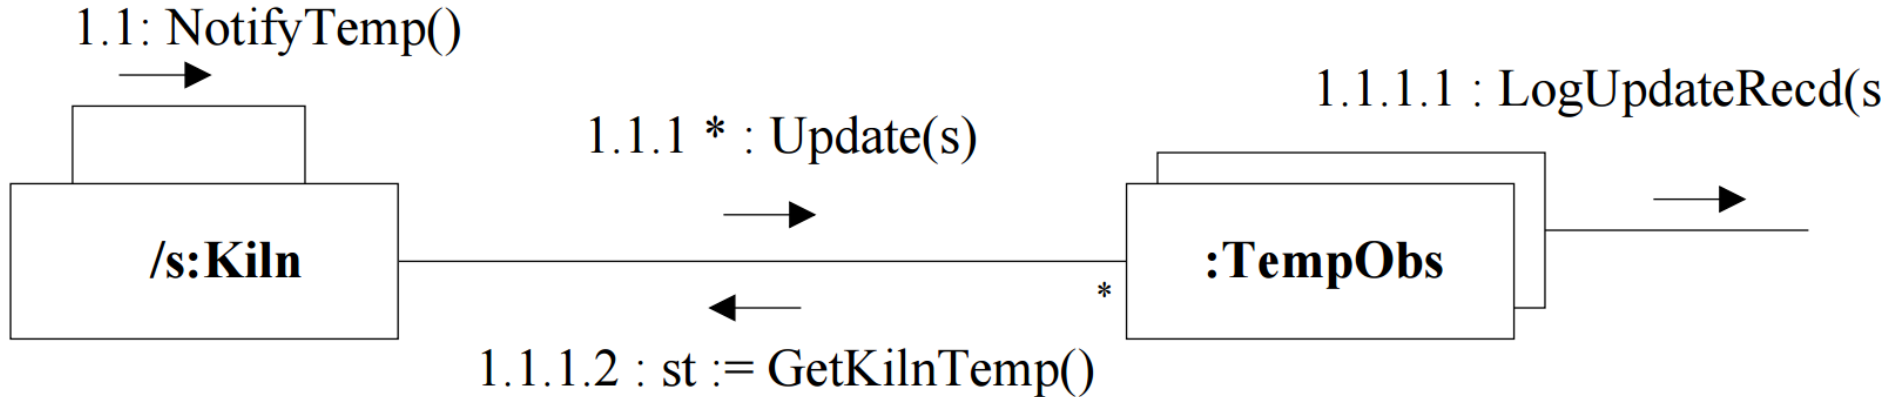 1.1: NotifyTemp()
1.1.1.1 : LogUpdateRecd(s
1.1.1 * : Update(s)
/s:Kiln
:TempObs
*
1.1.1.2 : st := GetKilnTemp()